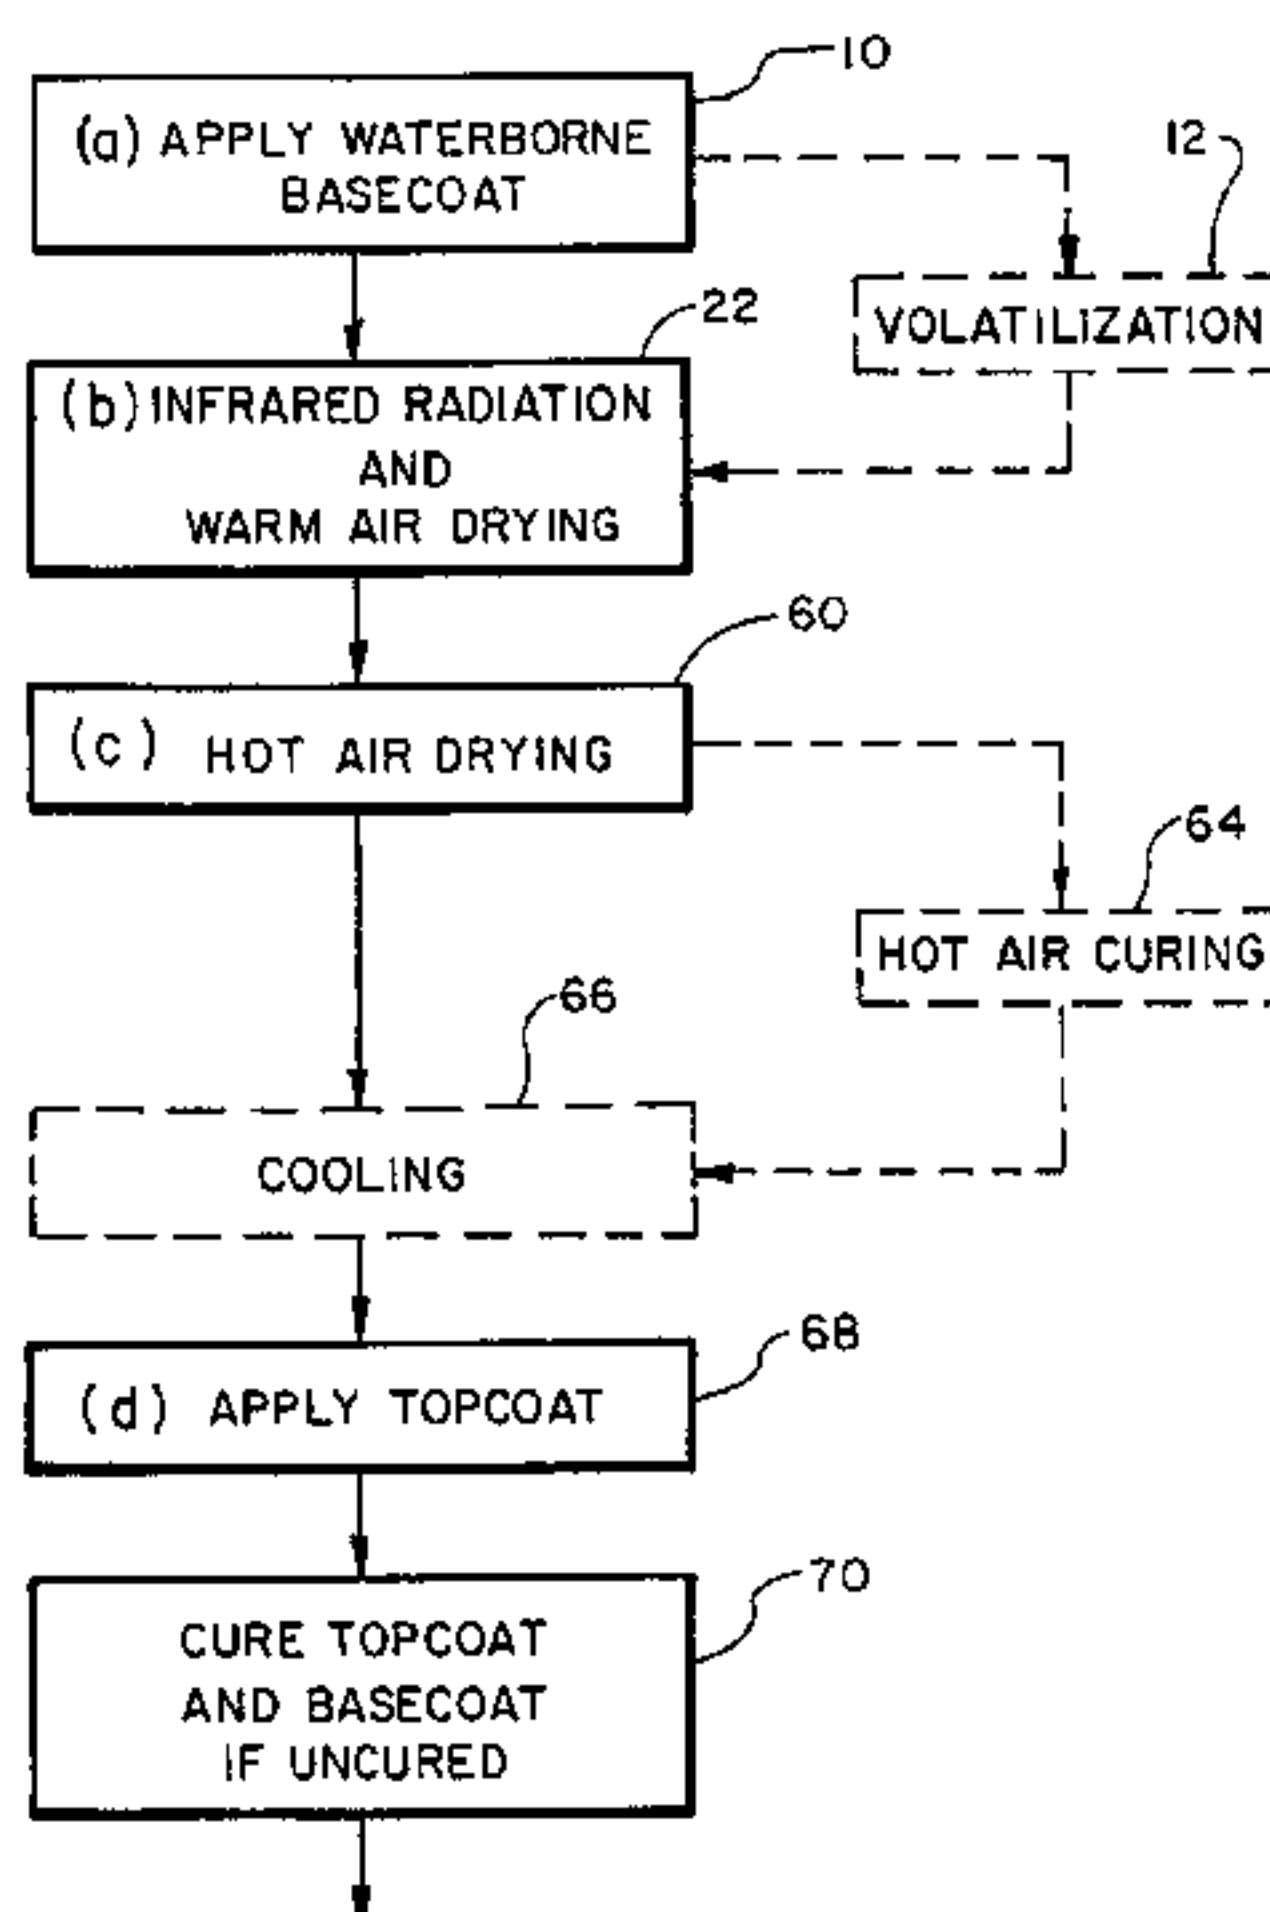 10
(a) APPLY WATERBORNE
BASECOAT
12
VOLATILIZATION
22
(b) INFRARED RADIATION
AND
WARM AIR DRYING
60
(c) HOT AIR DRYING
64
HOT AIR CURING
66
COOLING
68
(d) APPLY TOPCOAT
70
CURE TOPCOAT
AND BASECOAT
IF UNCURED